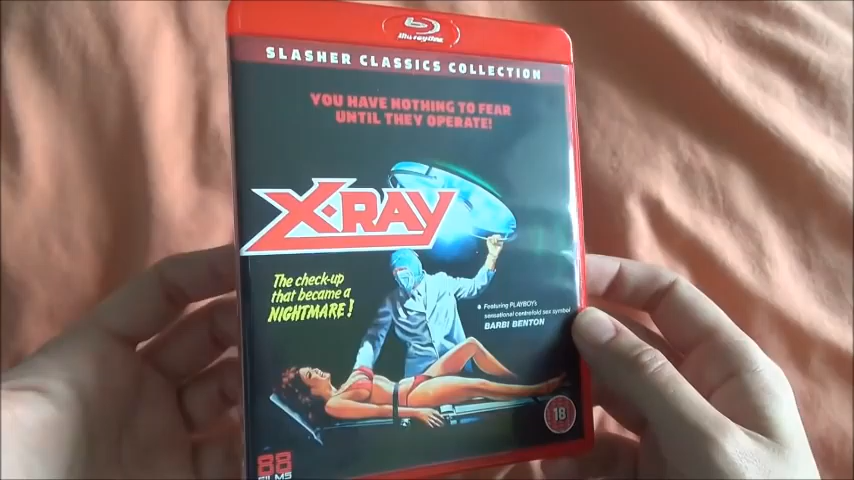 Blu-ray Disc
SLASHER CLASSICS COLLECTION
YOU HAVE NOTHING TO FEAR
UNTIL THEY OPERATE!
X-RAY
The check-up
that became a
NIGHTMARE!
Featuring PLAYBOY's
sensational centrefold sex symbol
BARBI BENTON
18
88
FILMS